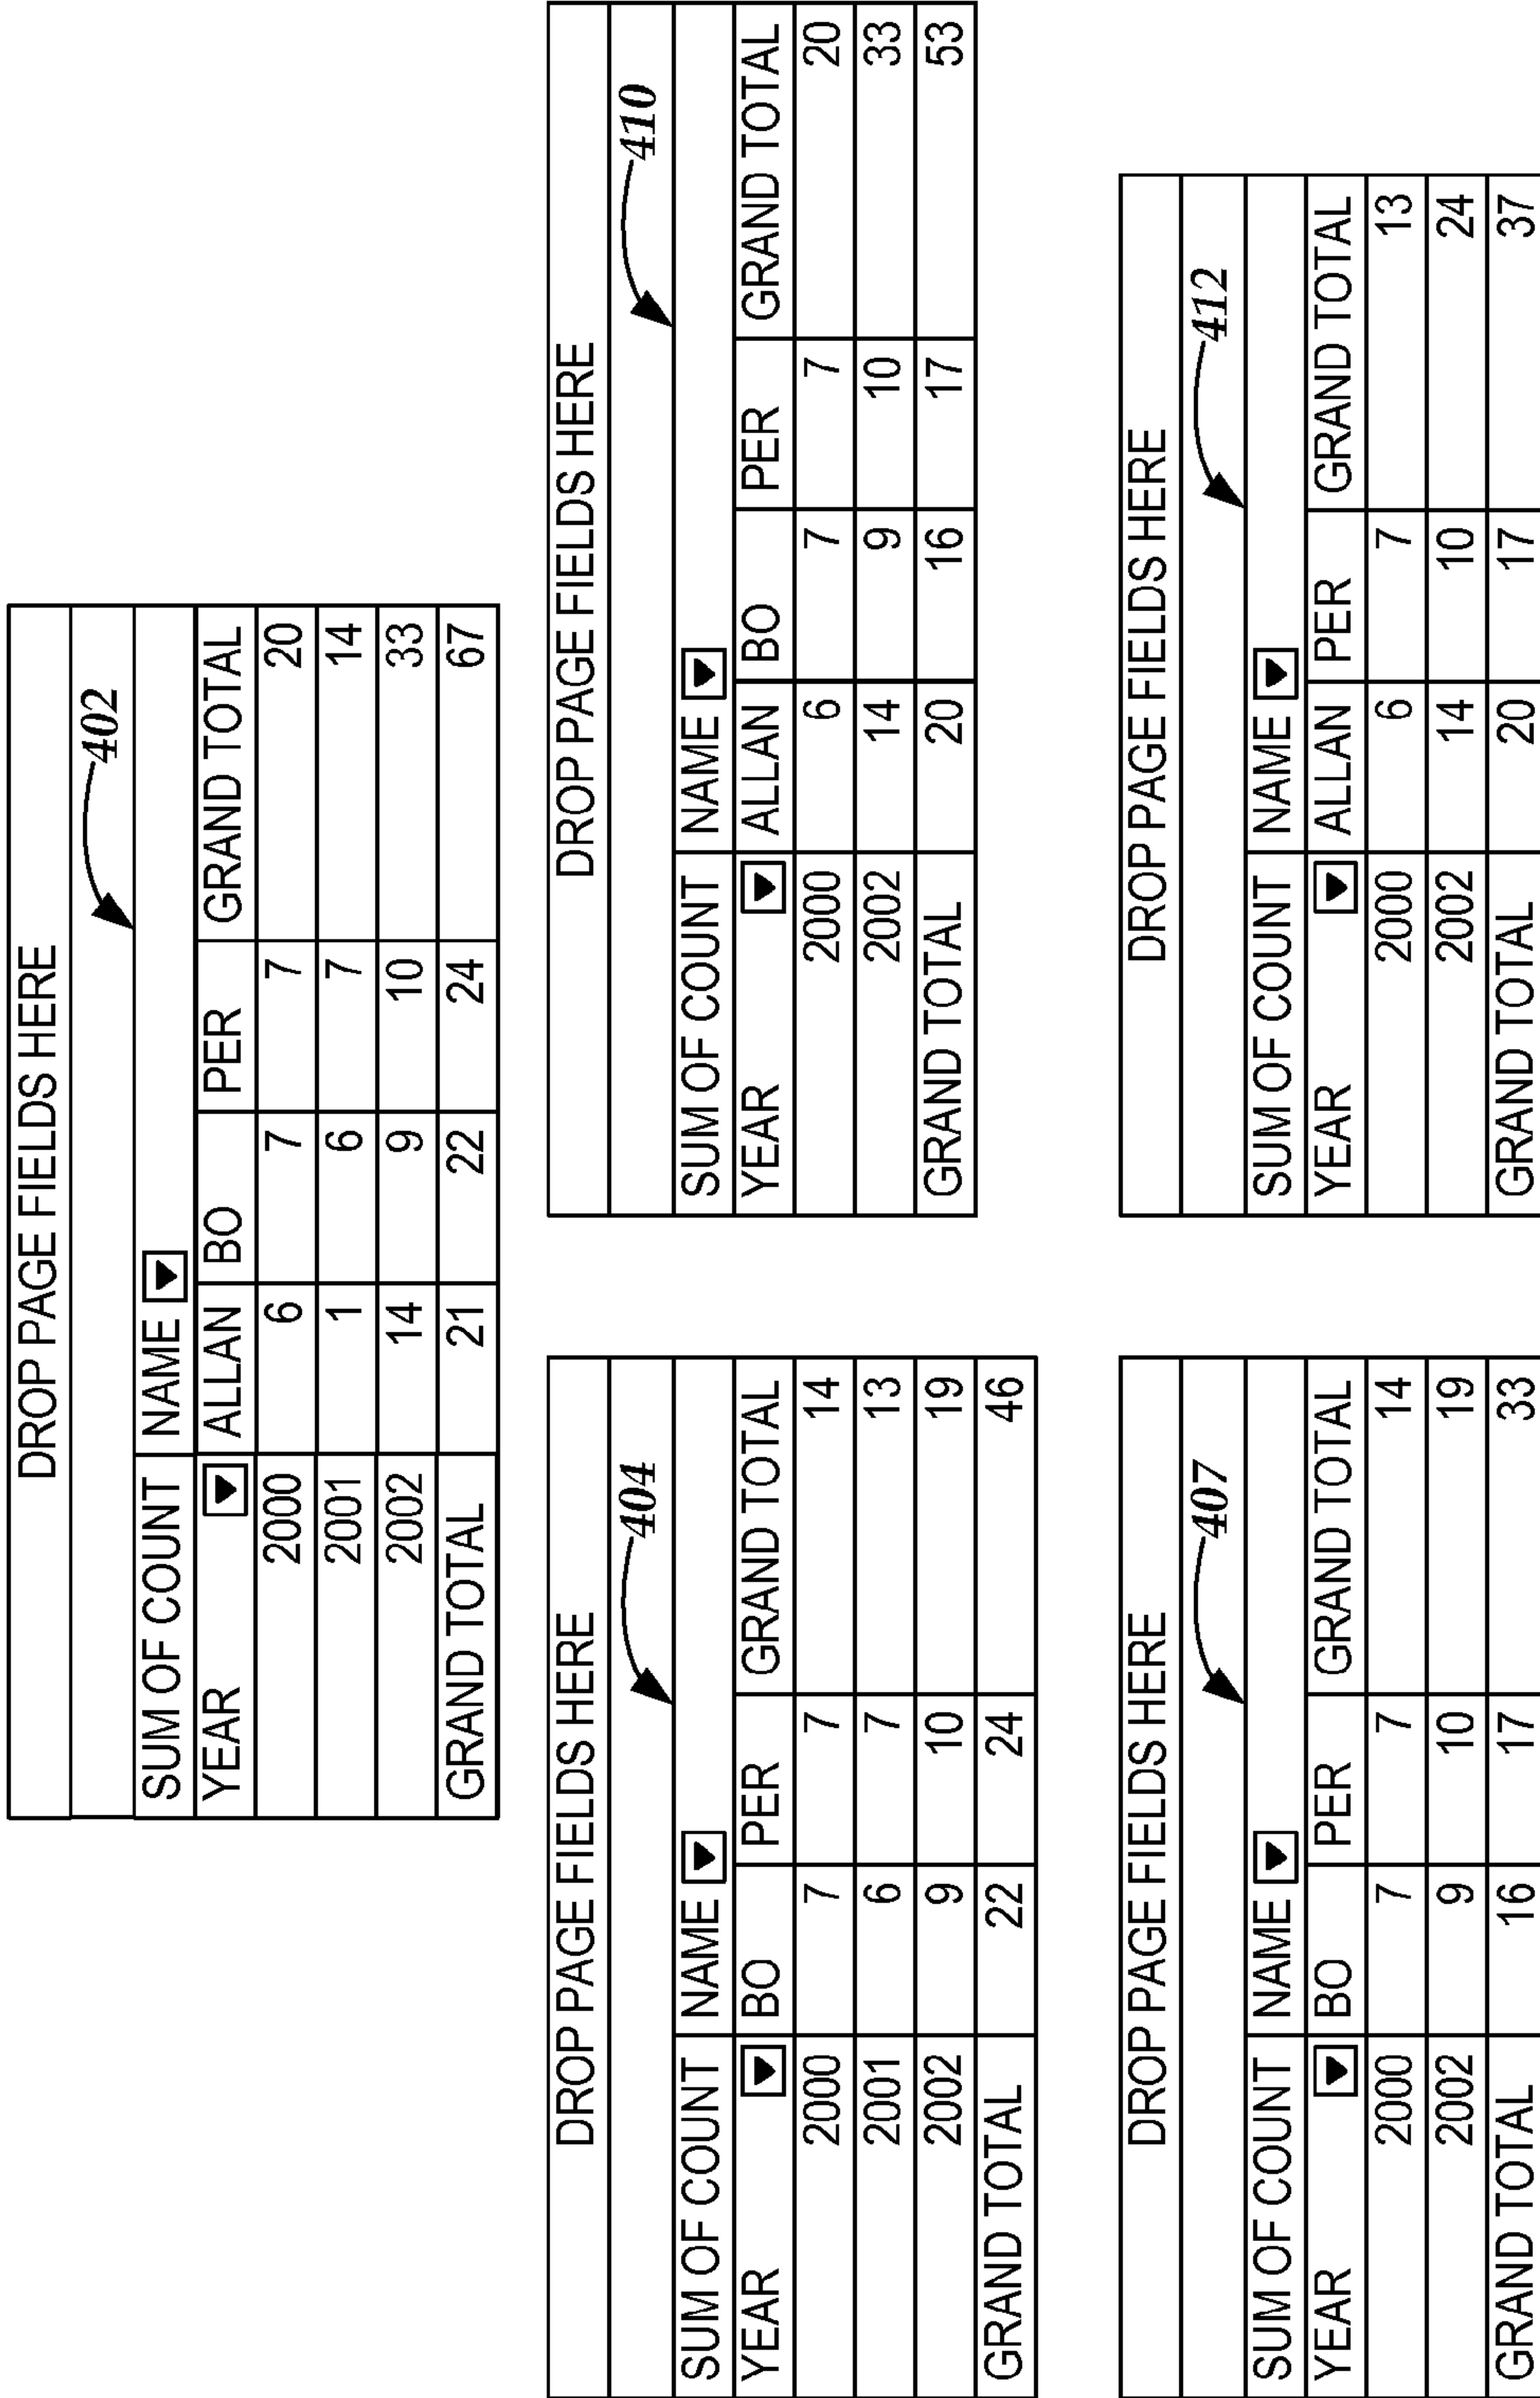 DROP PAGE FIELDS HERE
402
SUM OF COUNT NAME
YEAR ALLAN BO PER GRAND TOTAL
2000 6 7 7 20
2001 1 6 7 14
2002 14 9 10 33
GRAND TOTAL 21 22 24 67
DROP PAGE FIELDS HERE
404
SUM OF COUNT NAME
YEAR BO PER GRAND TOTAL
2000 7 7 14
2001 6 7 13
2002 9 10 19
GRAND TOTAL 22 24 46
DROP PAGE FIELDS HERE
410
SUM OF COUNT NAME
YEAR ALLAN BO PER GRAND TOTAL
2000 6 7 7 20
2002 14 9 10 33
GRAND TOTAL 20 16 17 53
DROP PAGE FIELDS HERE
407
SUM OF COUNT NAME
YEAR BO PER GRAND TOTAL
2000 7 7 14
2002 9 10 19
GRAND TOTAL 16 17 33
DROP PAGE FIELDS HERE
412
SUM OF COUNT NAME
YEAR ALLAN PER GRAND TOTAL
2000 6 7 13
2002 14 10 24
GRAND TOTAL 20 17 37